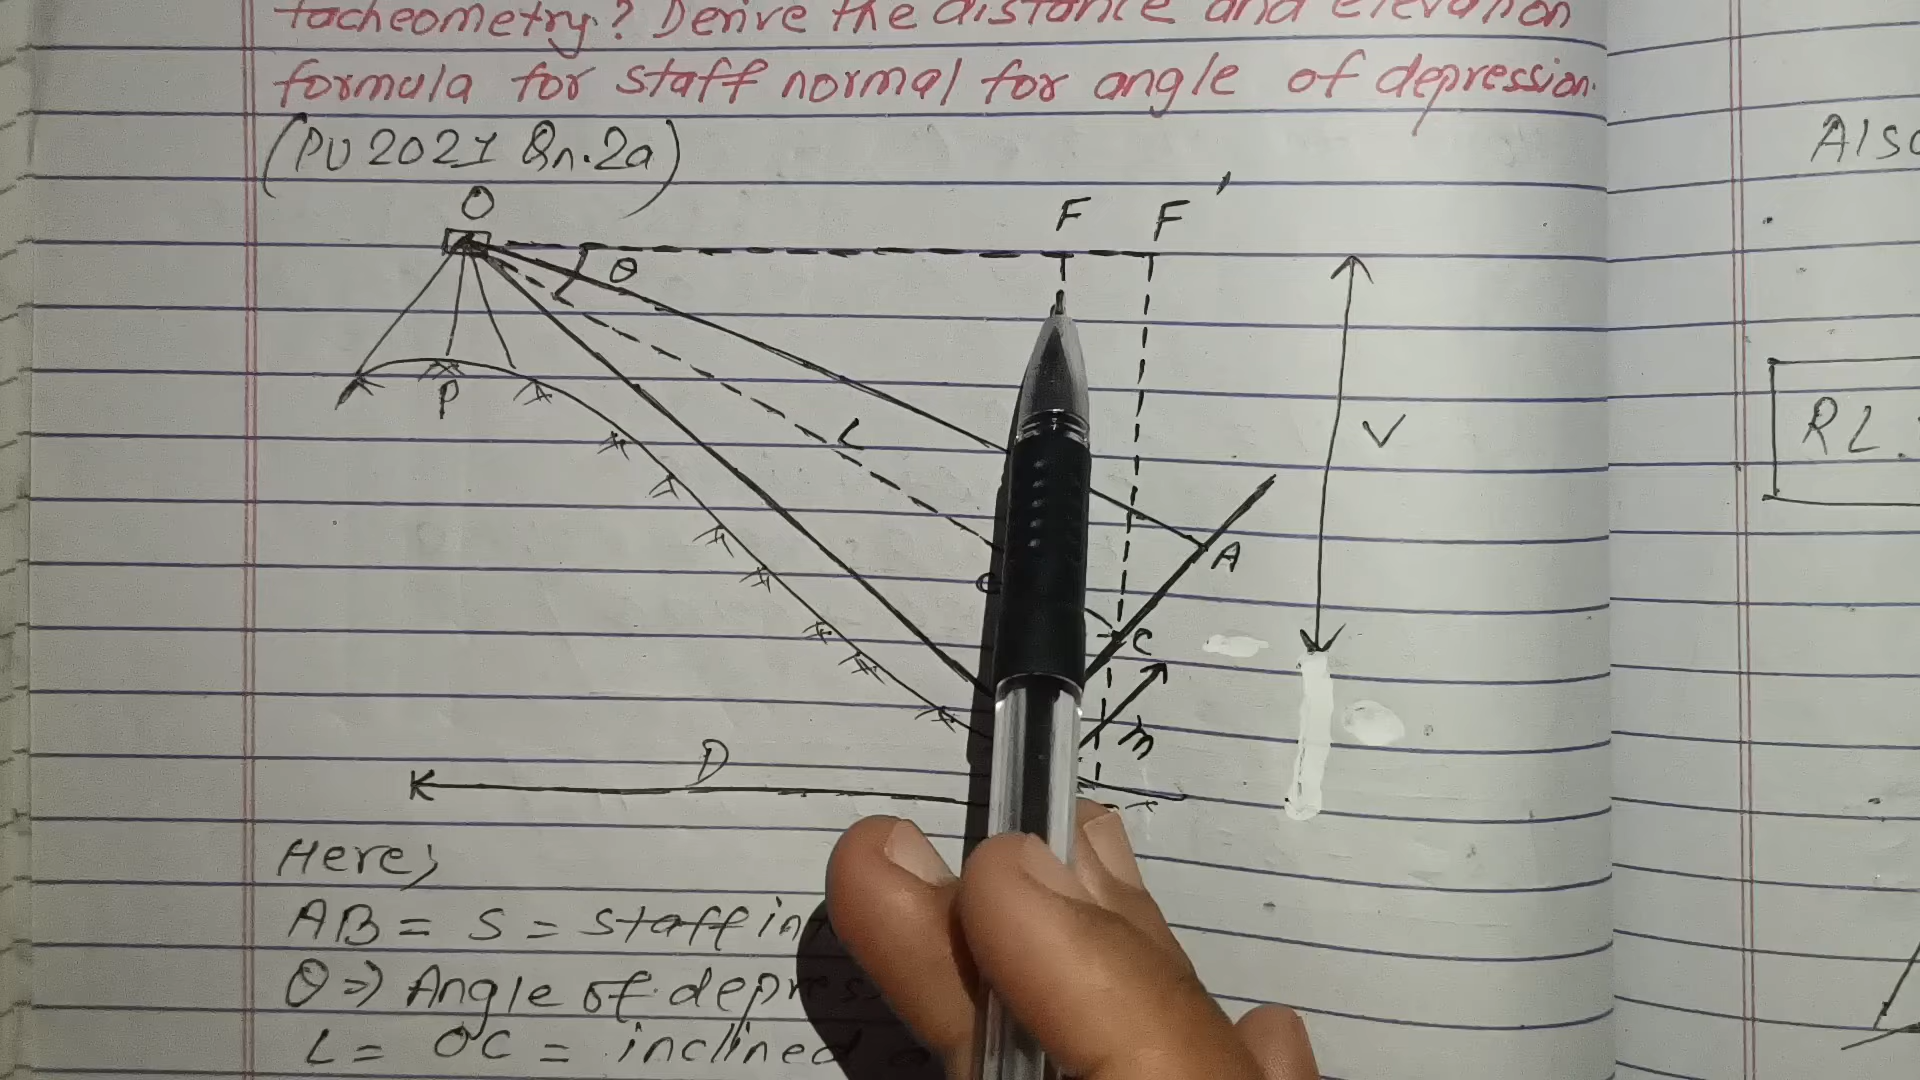 tacheometry? Derive the distance and elevation
formula for staff normal for angle of depression.
(PU 2021 Qn.2a)
O
F F'
θ
P
L
V
A
C
m
D
Here,
AB = S = staff in
θ => Angle of depres
L = OC = inclined
Also
RL